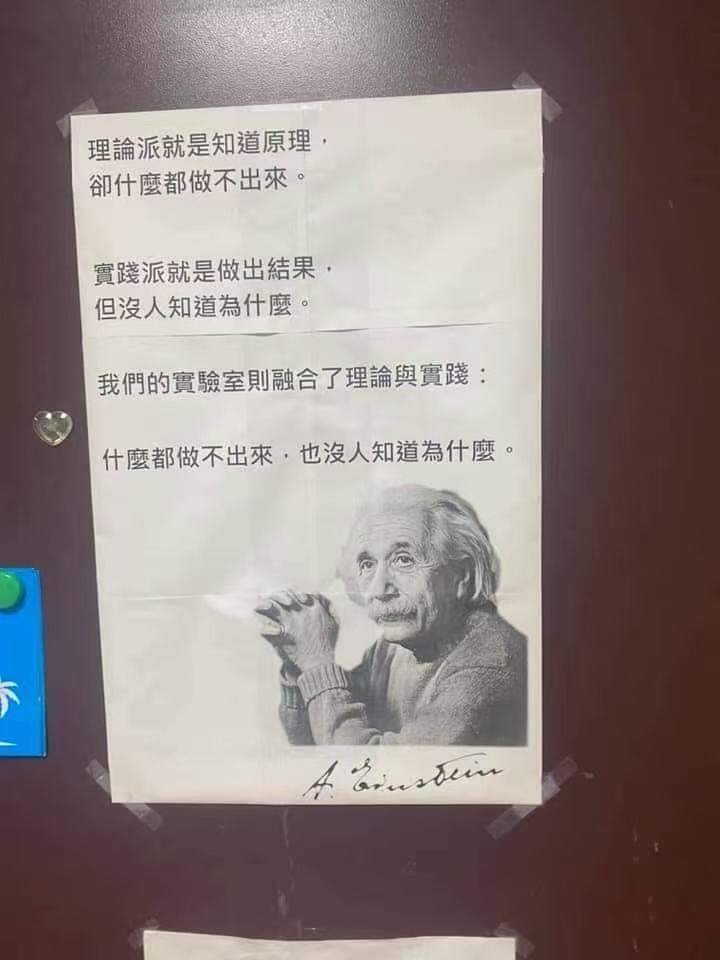 理論派就是知道原理，
卻什麼都做不出來。
實踐派就是做出結果，
但沒人知道為什麼。
我們的實驗室則融合了理論與實踐：
什麼都做不出來，也沒人知道為什麼。
A. Einstein